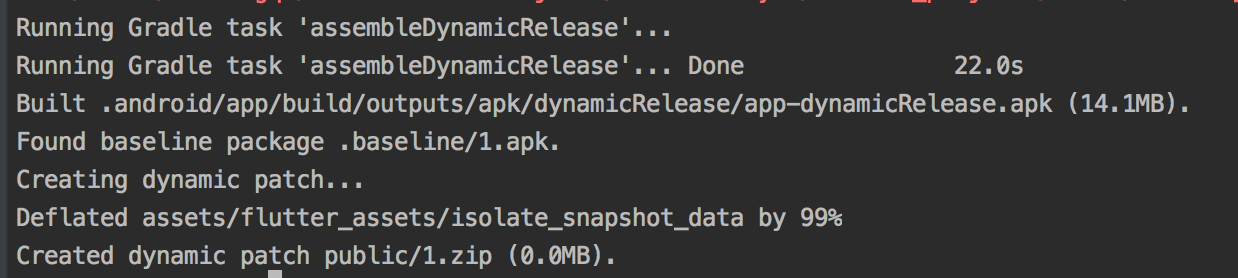 Running Gradle task 'assembleDynamicRelease'...
Running Gradle task 'assembleDynamicRelease'... Done 22.0s
Built .android/app/build/outputs/apk/dynamicRelease/app-dynamicRelease.apk (14.1MB).
Found baseline package .baseline/1.apk.
Creating dynamic patch...
Deflated assets/flutter_assets/isolate_snapshot_data by 99%
Created dynamic patch public/1.zip (0.0MB).